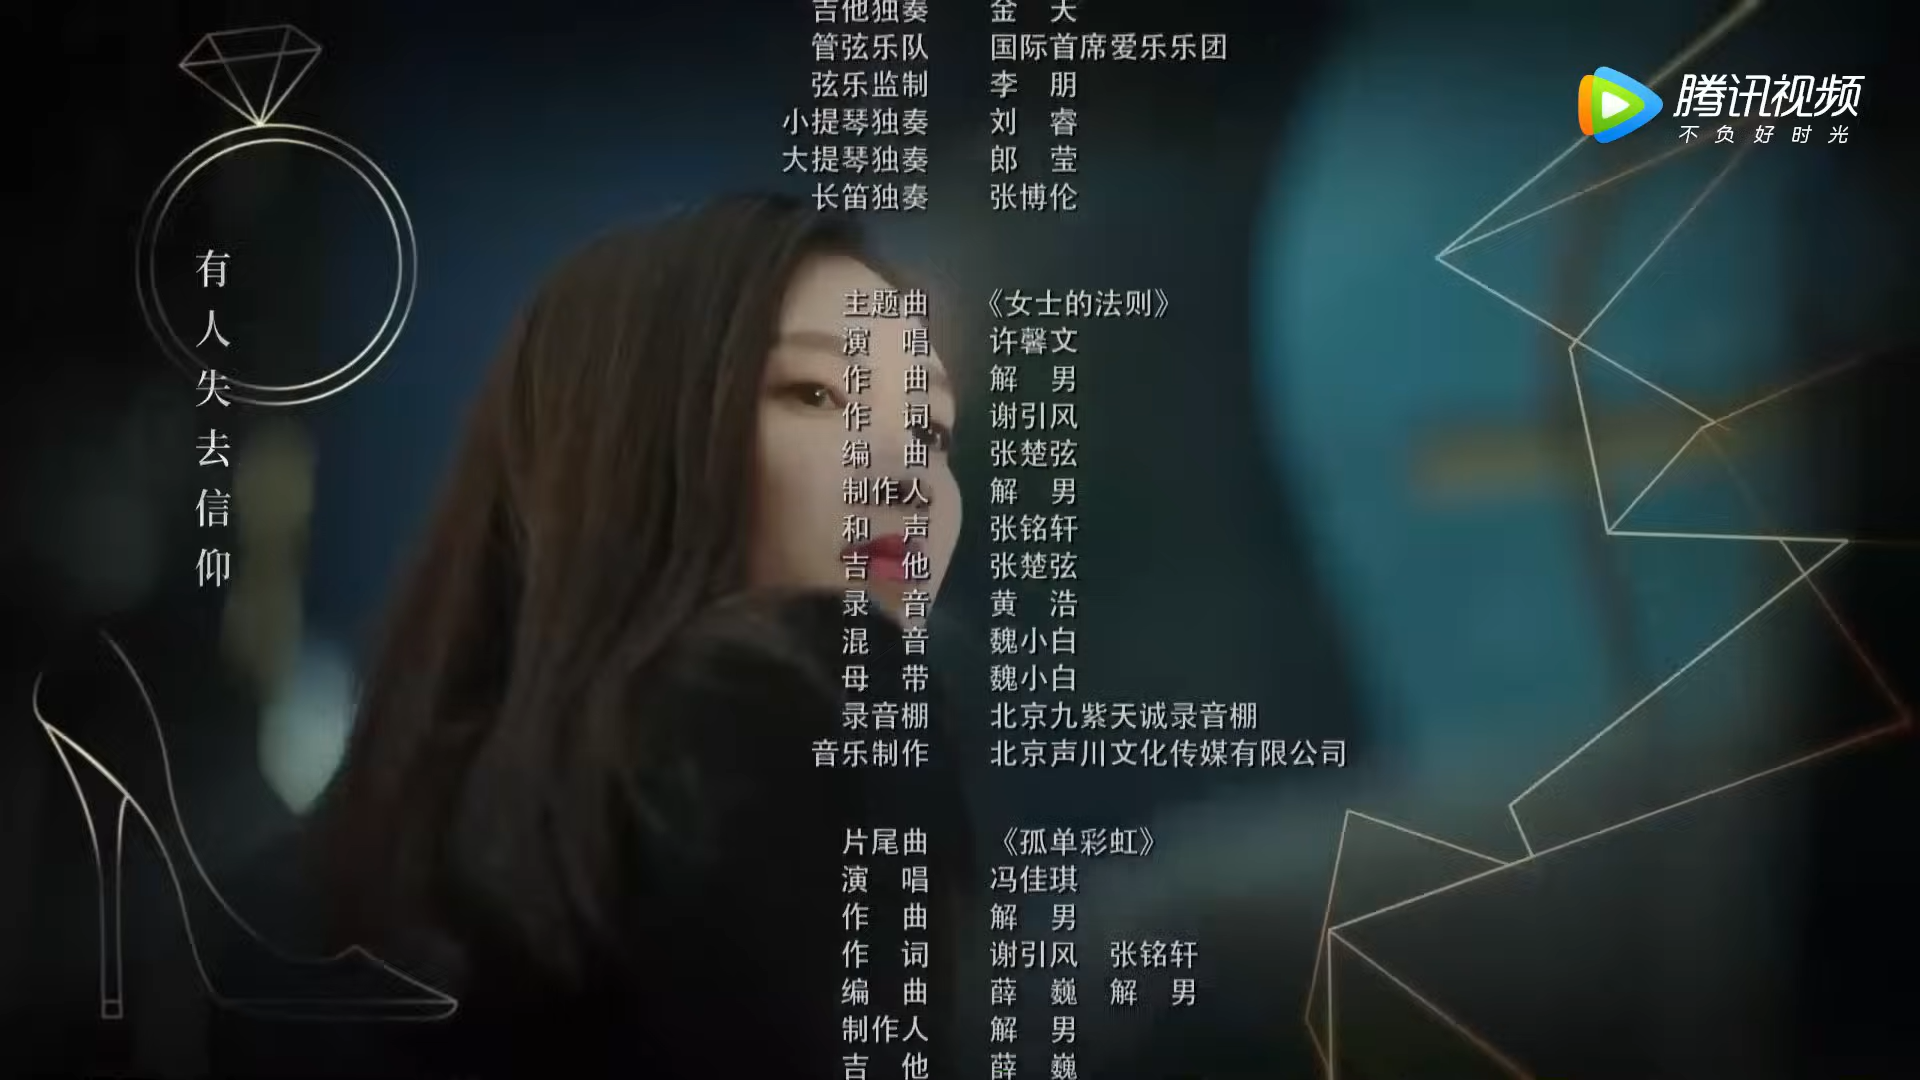 吉他独奏 金 天
管弦乐队 国际首席爱乐乐团
弦乐监制 李 朋
小提琴独奏 刘 睿
大提琴独奏 郎 莹
长笛独奏 张博伦
腾讯视频
不负好时光
有人失去信仰
主题曲 《女士的法则》
演 唱 许馨文
作 曲 解 男
作 词 谢引风
编 曲 张楚弦
制作人 解 男
和 声 张铭轩
吉 他 张楚弦
录 音 黄 浩
混 音 魏小白
母 带 魏小白
录音棚 北京九紫天诚录音棚
音乐制作 北京声川文化传媒有限公司
片尾曲 《孤单彩虹》
演 唱 冯佳琪
作 曲 解 男
作 词 谢引风 张铭轩
编 曲 薛 巍 解 男
制作人 解 男
吉 他 薛 巍